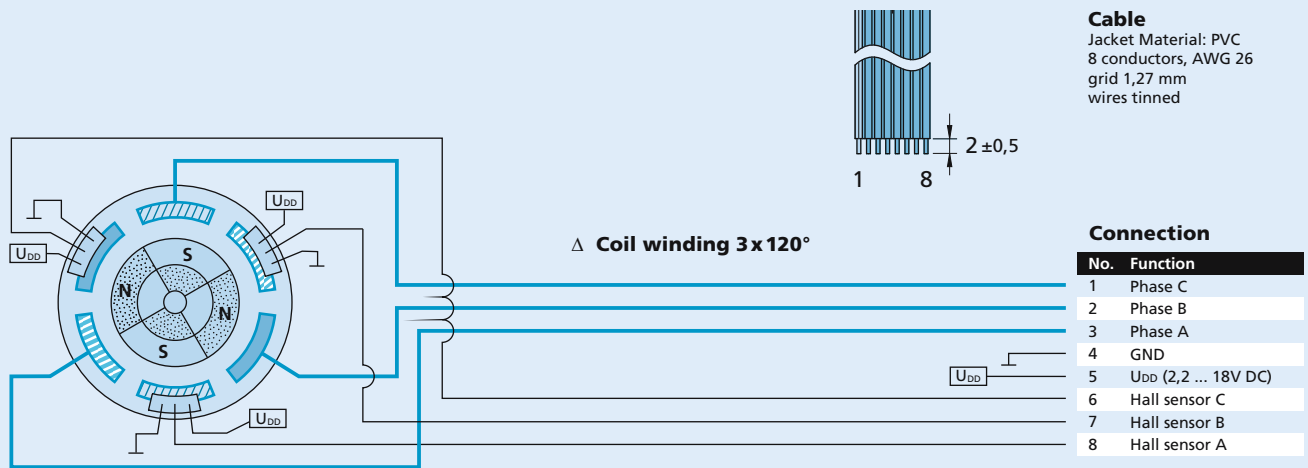 Cable
Jacket Material: PVC
8 conductors, AWG 26
grid 1,27 mm
wires tinned
2 ±0,5
1 8
UDD
UDD
S
N
N
S
UDD
Δ Coil winding 3x120°
UDD
Connection
No. Function
1 Phase C
2 Phase B
3 Phase A
4 GND
5 UDD (2,2 ... 18V DC)
6 Hall sensor C
7 Hall sensor B
8 Hall sensor A